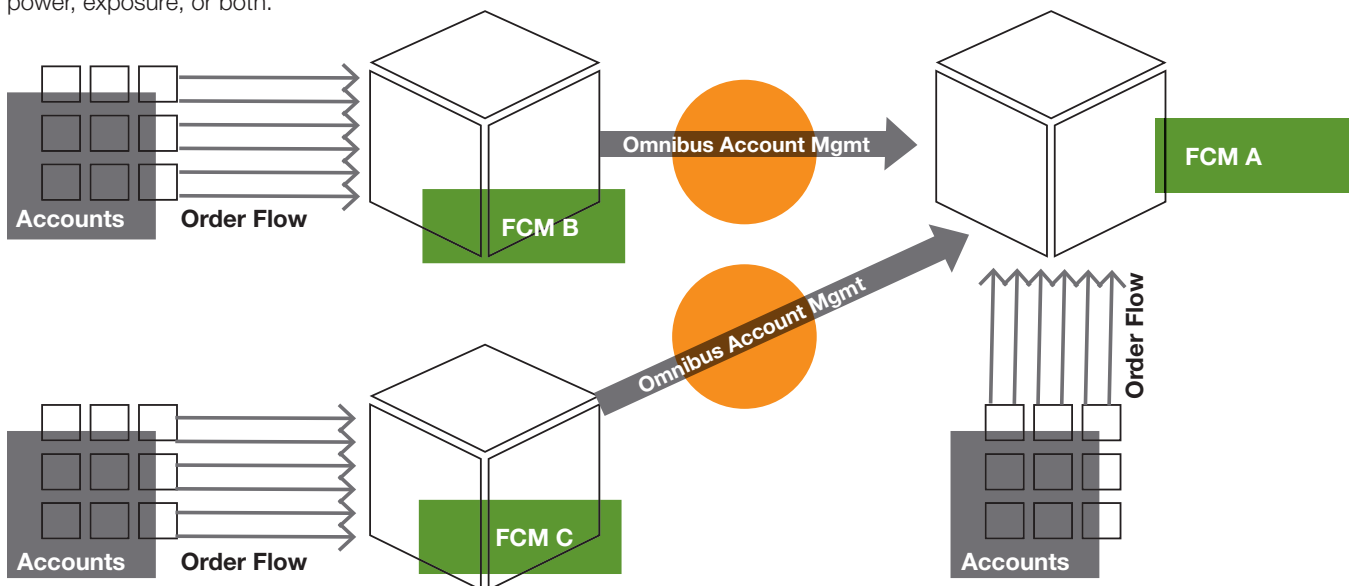 power, exposure, or both.
Omnibus Account Mgmt
FCM A
Accounts
Order Flow
FCM B
Omnibus Account Mgmt
Order Flow
FCM C
Accounts
Order Flow
Accounts